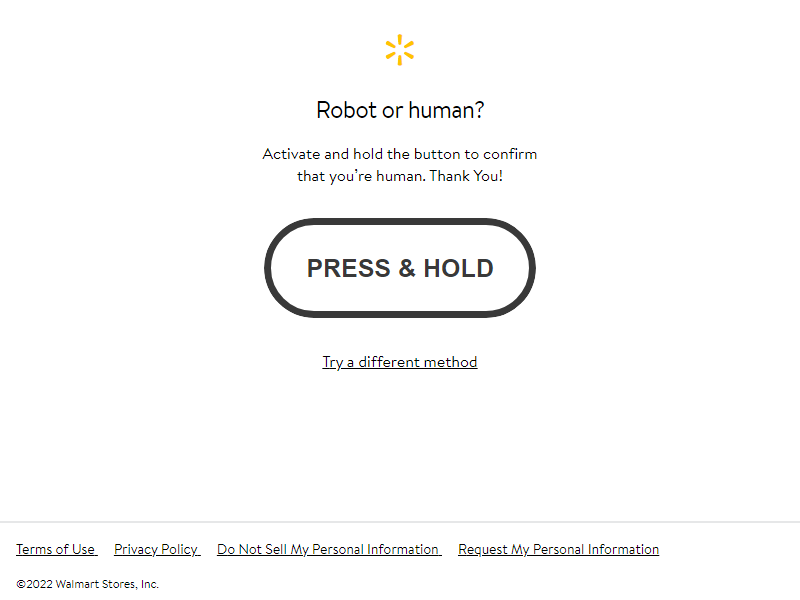 Robot or human?
Activate and hold the button to confirm
that you’re human. Thank You!
PRESS & HOLD
Try a different method
Terms of Use Privacy Policy Do Not Sell My Personal Information Request My Personal Information
©2022 Walmart Stores, Inc.